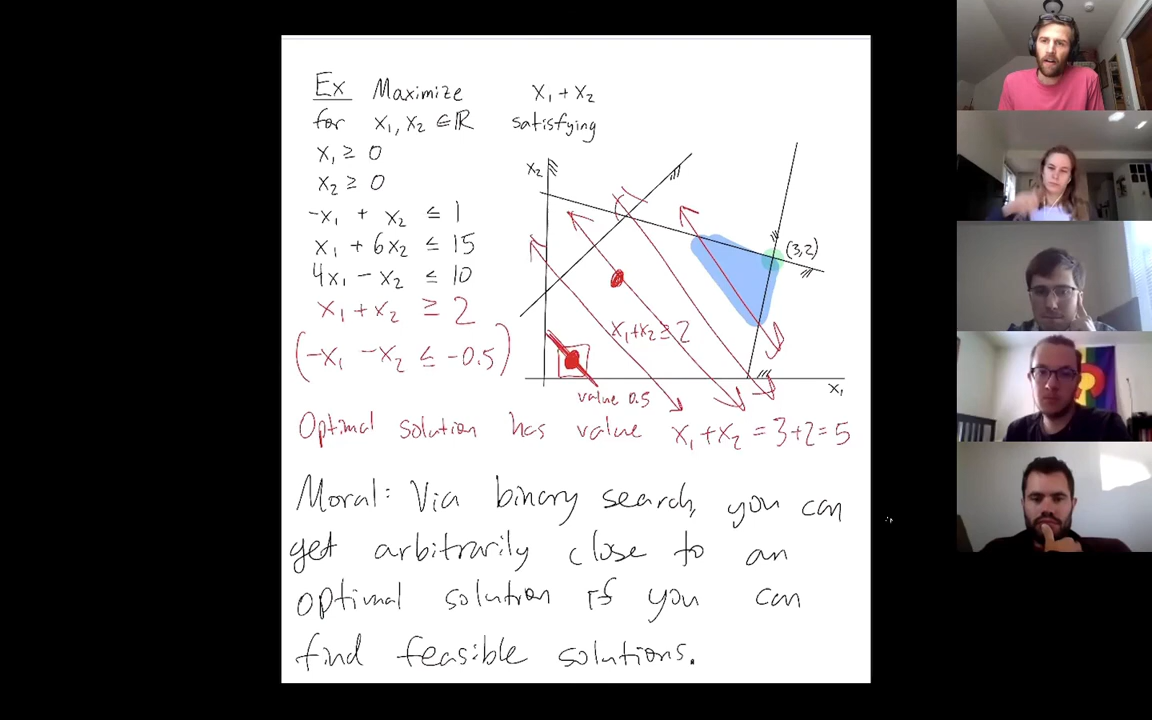 Ex Maximize x₁ + x₂
for x₁, x₂ ∈ ℝ satisfying
x₁ ≥ 0
x₂ ≥ 0
-x₁ + x₂ ≤ 1
x₁ + 6x₂ ≤ 15
4x₁ - x₂ ≤ 10
x₁ + x₂ ≥ 2
(-x₁ - x₂ ≤ -0.5)
x₂
(3,2)
x₁+x₂ ≥ 2
x₁
value 0.5
Optimal solution has value x₁ + x₂ = 3+2 = 5
Moral: Via binary search, you can
get arbitrarily close to an
optimal solution if you can
find feasible solutions.